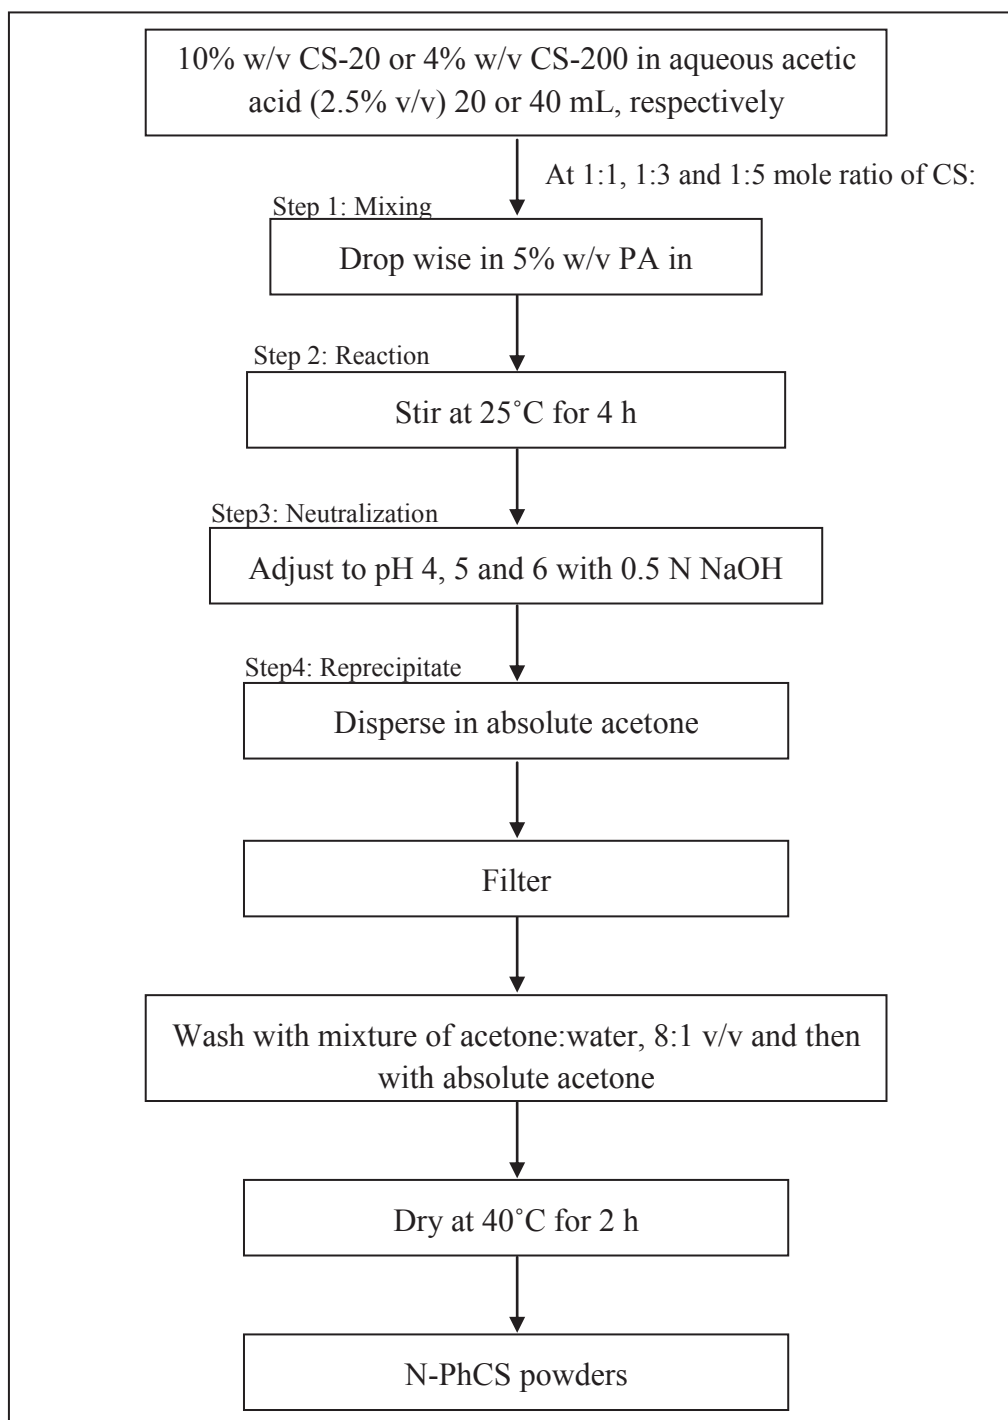 10% w/v CS-20 or 4% w/v CS-200 in aqueous acetic
acid (2.5% v/v) 20 or 40 mL, respectively
At 1:1, 1:3 and 1:5 mole ratio of CS:
Step 1: Mixing
Drop wise in 5% w/v PA in
Step 2: Reaction
Stir at 25˚C for 4 h
Step3: Neutralization
Adjust to pH 4, 5 and 6 with 0.5 N NaOH
Step4: Reprecipitate
Disperse in absolute acetone
Filter
Wash with mixture of acetone:water, 8:1 v/v and then
with absolute acetone
Dry at 40˚C for 2 h
N-PhCS powders